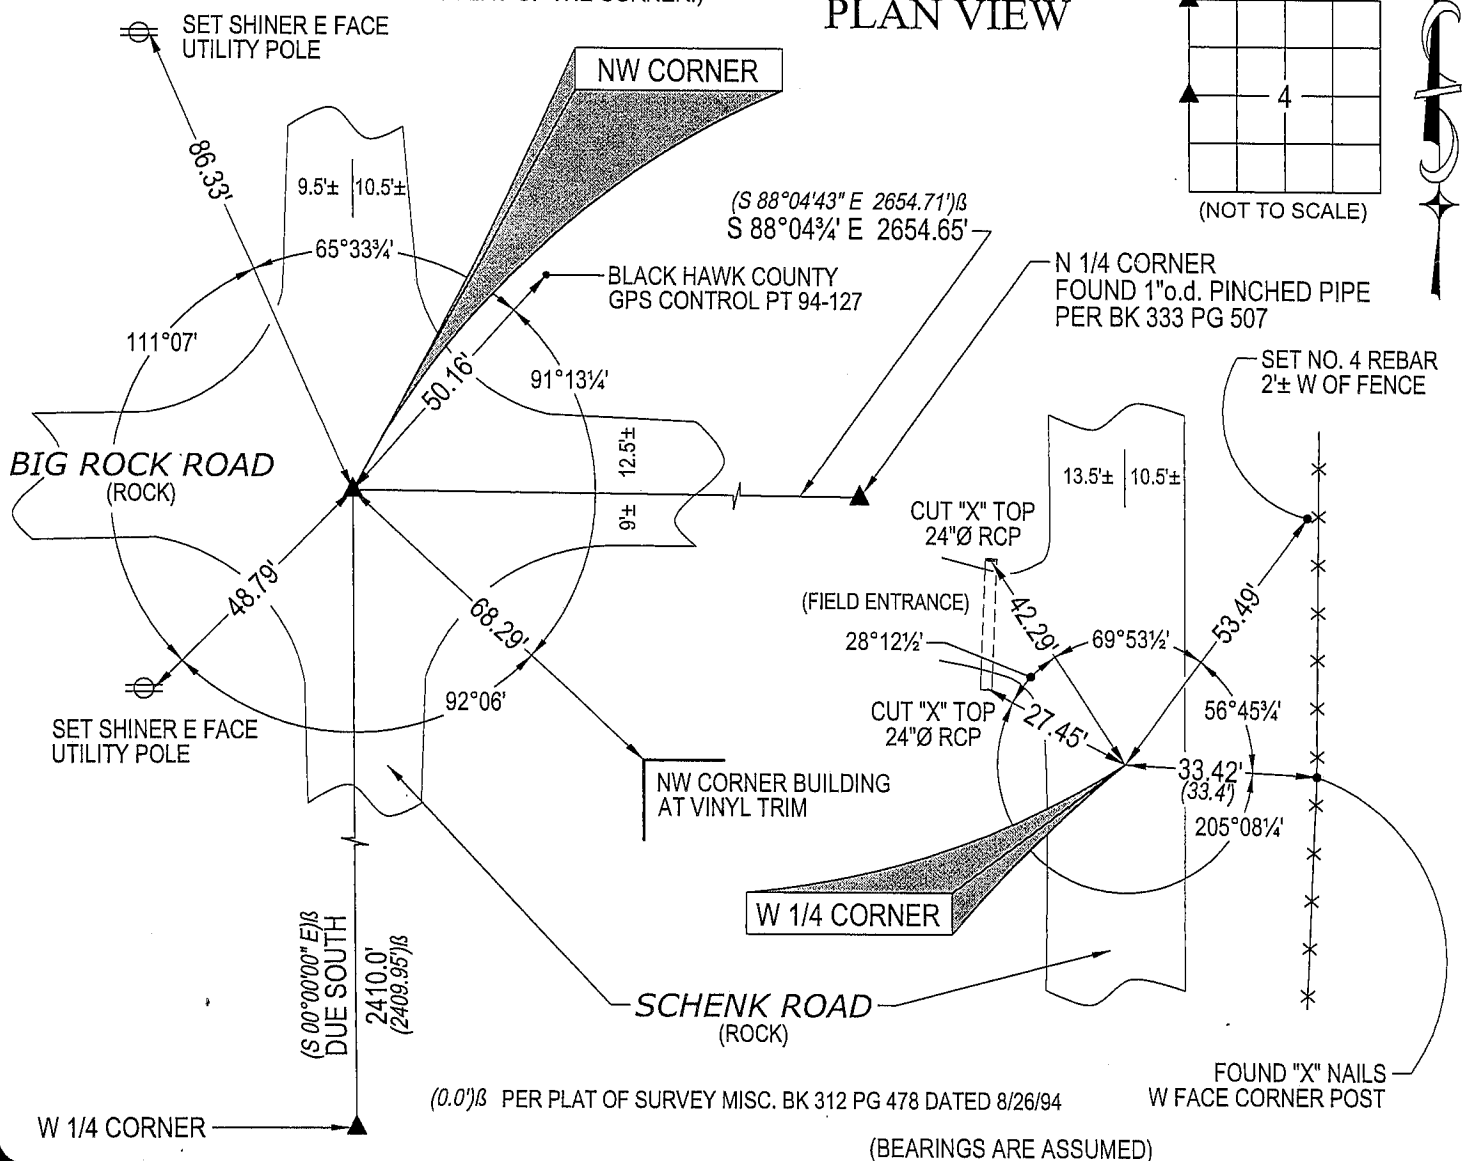 PLAN VIEW
SET SHINER E FACE
UTILITY POLE
NW CORNER
4
(NOT TO SCALE)
86.33'
9.5'± 10.5'±
65°33¾'
(S 88°04'43" E 2654.71')ß
S 88°04¾' E 2654.65'
BLACK HAWK COUNTY
GPS CONTROL PT 94-127
N 1/4 CORNER
FOUND 1"o.d. PINCHED PIPE
PER BK 333 PG 507
111°07'
50.16'
91°13¼'
SET NO. 4 REBAR
2'± W OF FENCE
BIG ROCK ROAD
(ROCK)
12.5'±
9'±
13.5'± 10.5'±
CUT "X" TOP
24"Ø RCP
(FIELD ENTRANCE)
28°12½'
42.29'
69°53½'
53.49'
48.79'
68.29'
92°06'
CUT "X" TOP
24"Ø RCP
27.45'
56°45¾'
33.42'
(33.4')
205°08¼'
SET SHINER E FACE
UTILITY POLE
NW CORNER BUILDING
AT VINYL TRIM
W 1/4 CORNER
(S 00°00'00" E)ß
DUE SOUTH
2410.0'
(2409.95')ß
SCHENK ROAD
(ROCK)
FOUND "X" NAILS
W FACE CORNER POST
(0.0')ß PER PLAT OF SURVEY MISC. BK 312 PG 478 DATED 8/26/94
W 1/4 CORNER
(BEARINGS ARE ASSUMED)